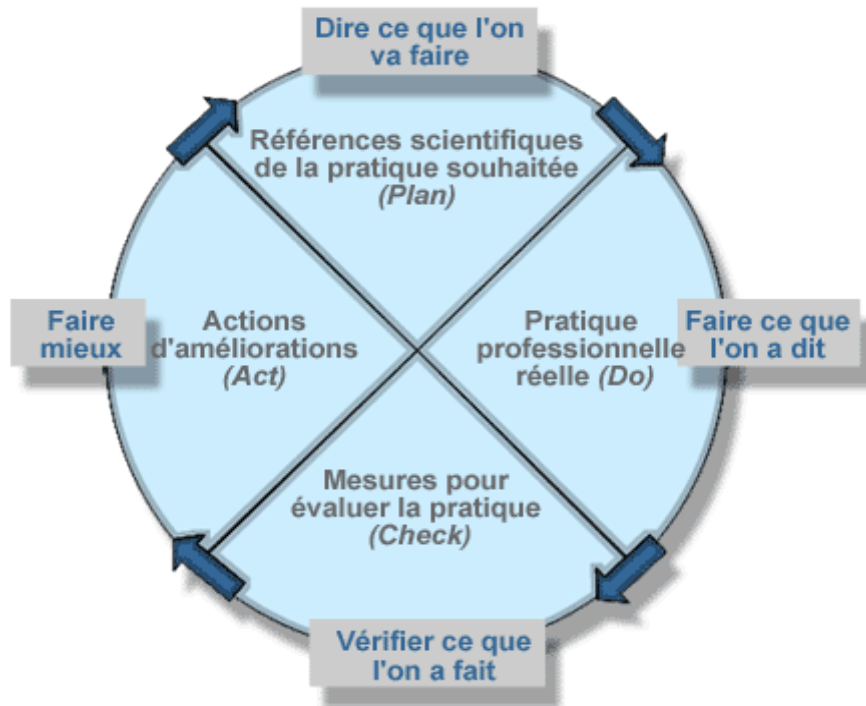 Dire ce que l'on
va faire
Références scientifiques
de la pratique souhaitée
(Plan)
Faire
mieux
Actions
d'améliorations
(Act)
Pratique
professionnelle
réelle (Do)
Faire ce que
l'on a dit
Mesures pour
évaluer la pratique
(Check)
Vérifier ce que
l'on a fait